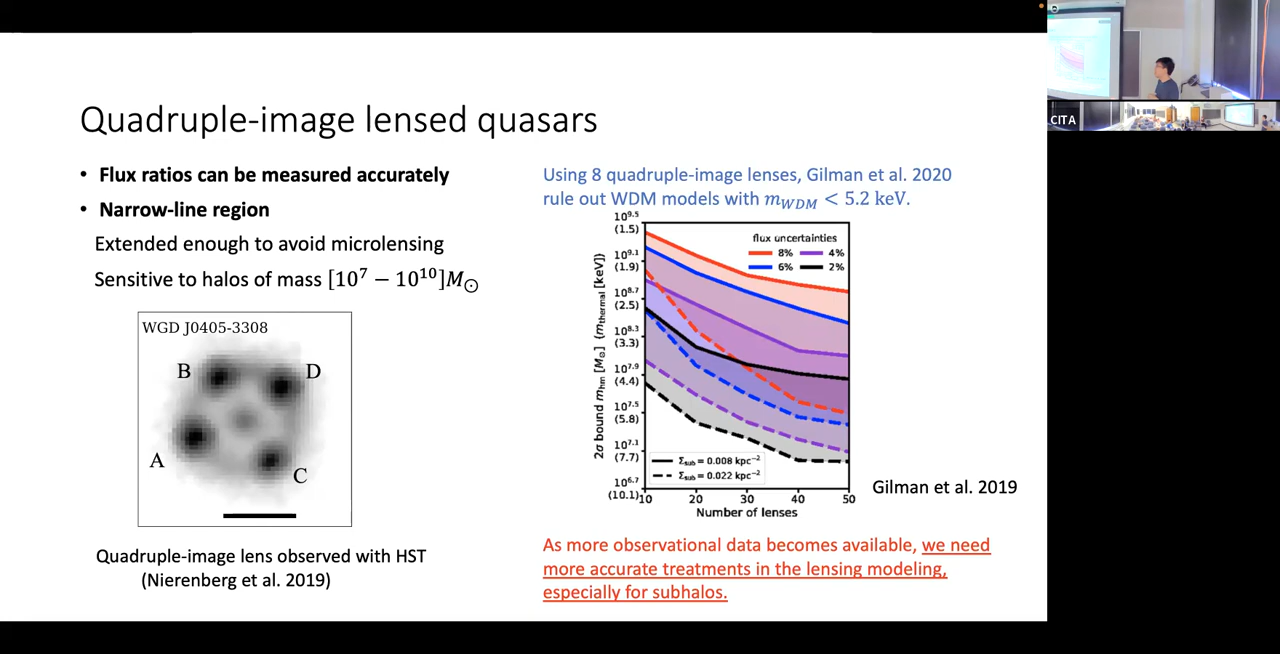 Quadruple-image lensed quasars
• Flux ratios can be measured accurately
• Narrow-line region
Extended enough to avoid microlensing
Sensitive to halos of mass [10⁷ − 10¹⁰]M⊙
WGD J0405-3308
B
D
A
C
Quadruple-image lens observed with HST
(Nierenberg et al. 2019)
Using 8 quadruple-image lenses, Gilman et al. 2020
rule out WDM models with m_WDM < 5.2 keV.
2σ bound m_hm [M⊙] (m_thermal [keV])
10^9.5
(1.5)
10^9.1
(1.9)
10^8.7
(2.5)
10^8.3
(3.3)
10^7.9
(4.4)
10^7.5
(5.8)
10^7.1
(7.7)
10^6.7
(10.1)
flux uncertainties
8% 4%
6% 2%
Σsub = 0.008 kpc⁻²
Σsub = 0.022 kpc⁻²
10 20 30 40 50
Number of lenses
Gilman et al. 2019
As more observational data becomes available, we need
more accurate treatments in the lensing modeling,
especially for subhalos.
CITA